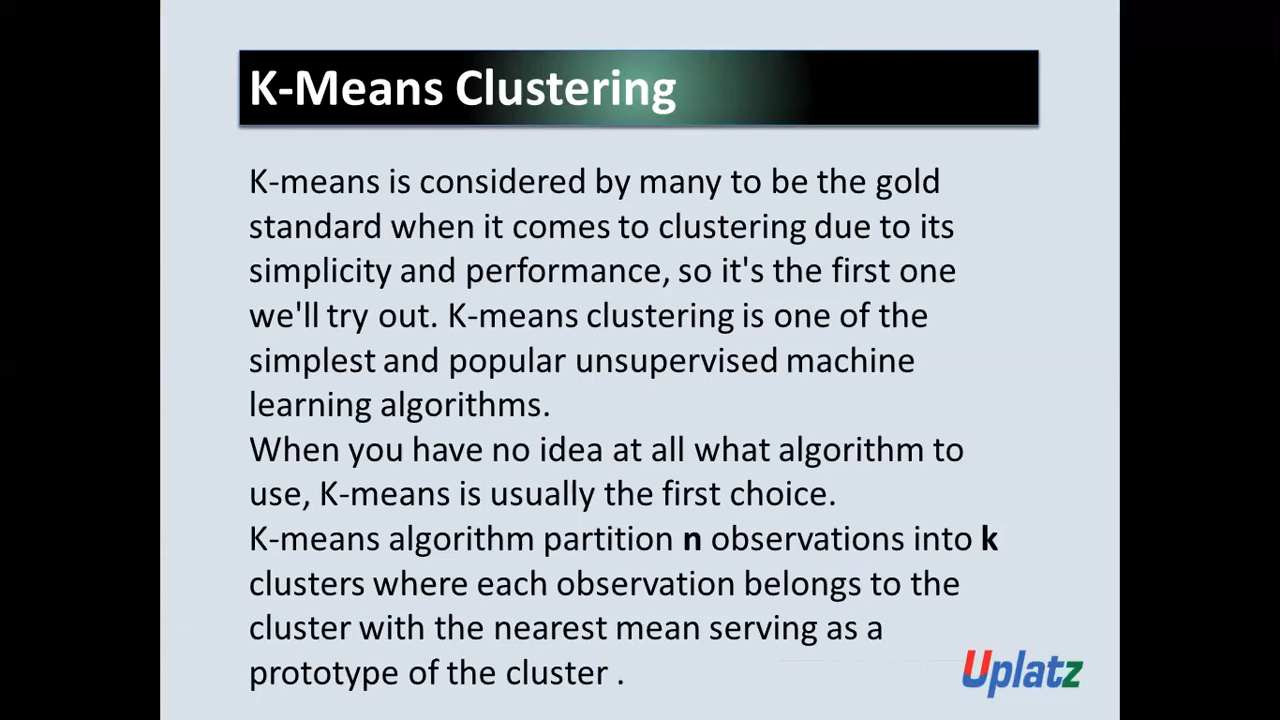 K-Means Clustering
K-means is considered by many to be the gold
standard when it comes to clustering due to its
simplicity and performance, so it's the first one
we'll try out. K-means clustering is one of the
simplest and popular unsupervised machine
learning algorithms.
When you have no idea at all what algorithm to
use, K-means is usually the first choice.
K-means algorithm partition n observations into k
clusters where each observation belongs to the
cluster with the nearest mean serving as a
prototype of the cluster .
Uplatz